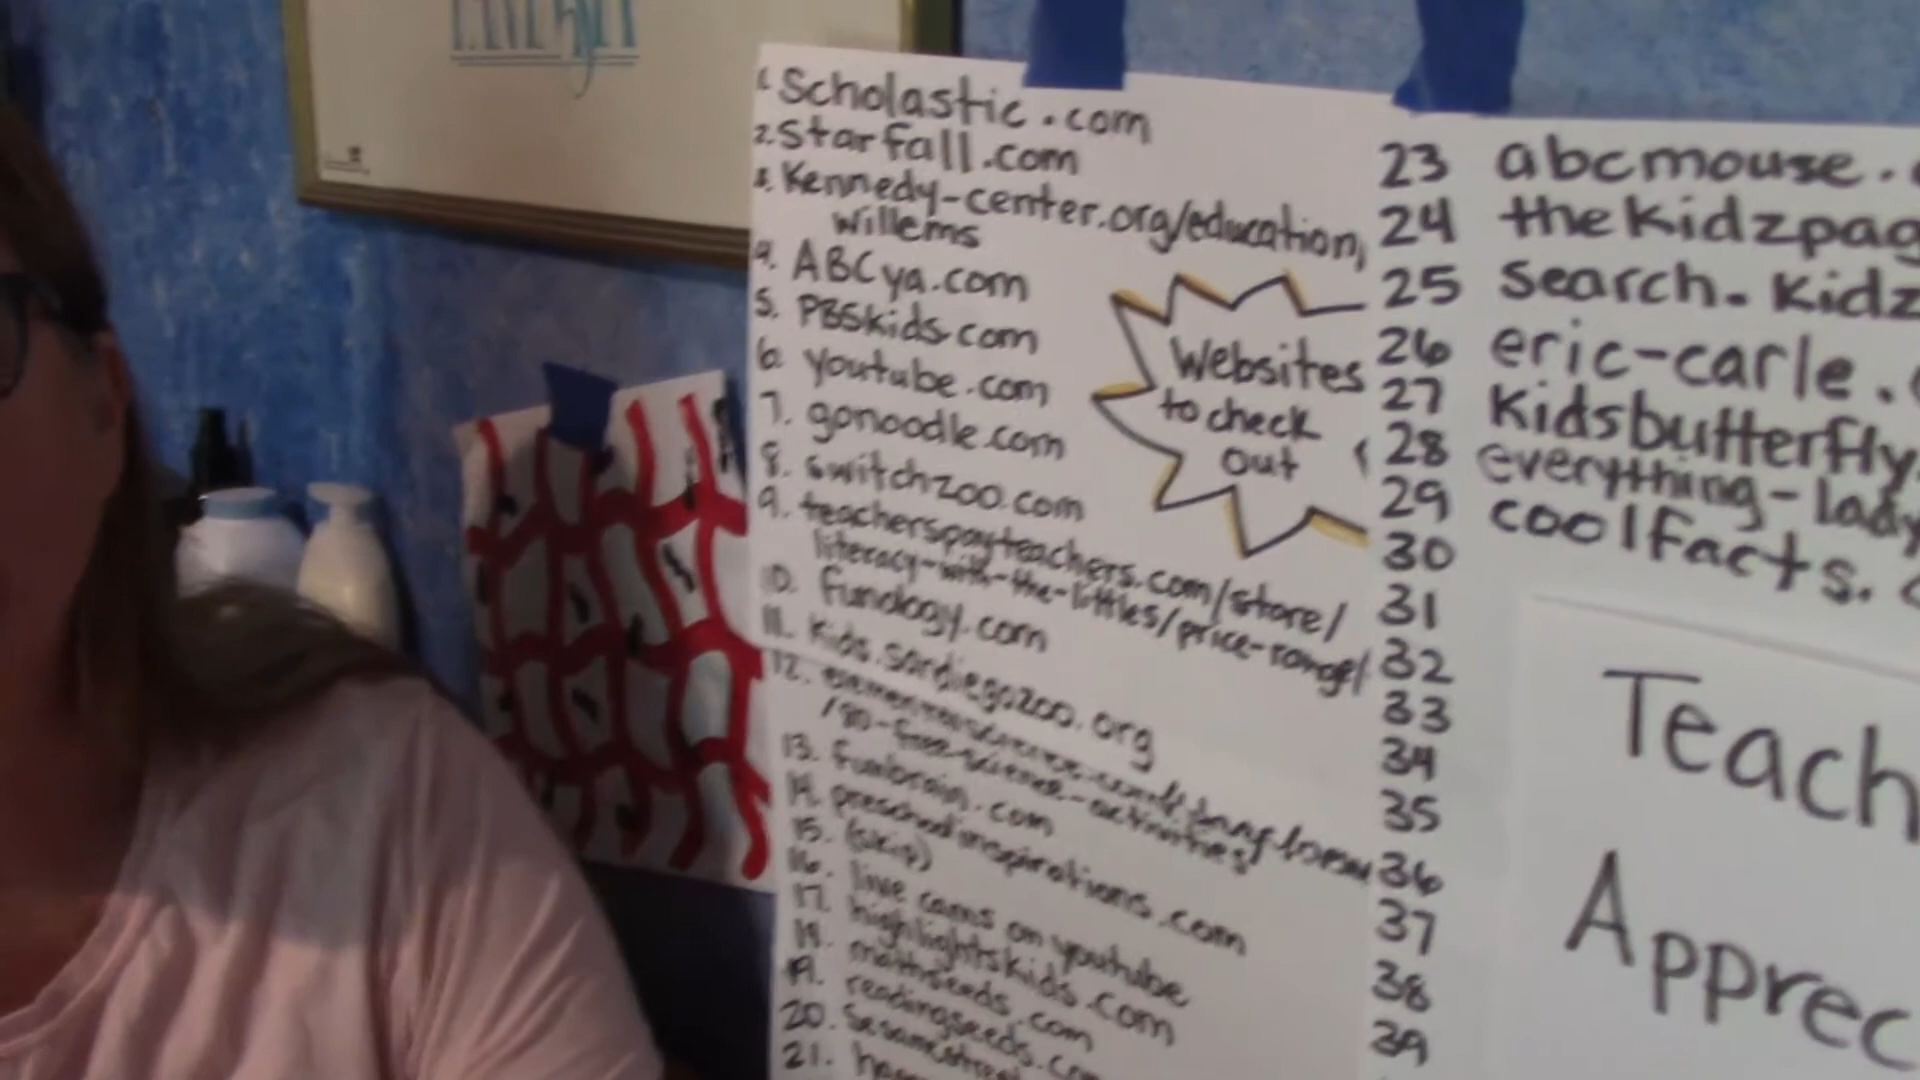 1. Scholastic.com
2. Starfall.com
3. Kennedy-center.org/education,
willems
4. ABCya.com
5. PBSkids.com
6. youtube.com
7. gonoodle.com
8. switchzoo.com
9. teacherspayteachers.com/store/
literacy-with-the-littles/price-range/
10. fundogy.com
11. kids.sandiegozoo.org
12.
/80-free-science-activities
13. funbrain.com
14. preschoolinspirations.com
15. (skip)
16. live cams on youtube
17. highlightskids.com
18. mathseeds.com
19. readingseeds.co
20. Sesamestreet
21.
Websites
to check
out
23 abcmouse.
24 thekidzpag
25 search.kidz
26 eric-carle.
27 kidsbutterfly
28 everything-lady
29 coolfacts.
30
31
32
33
34
35
36
37
38
39
Teach
Apprec